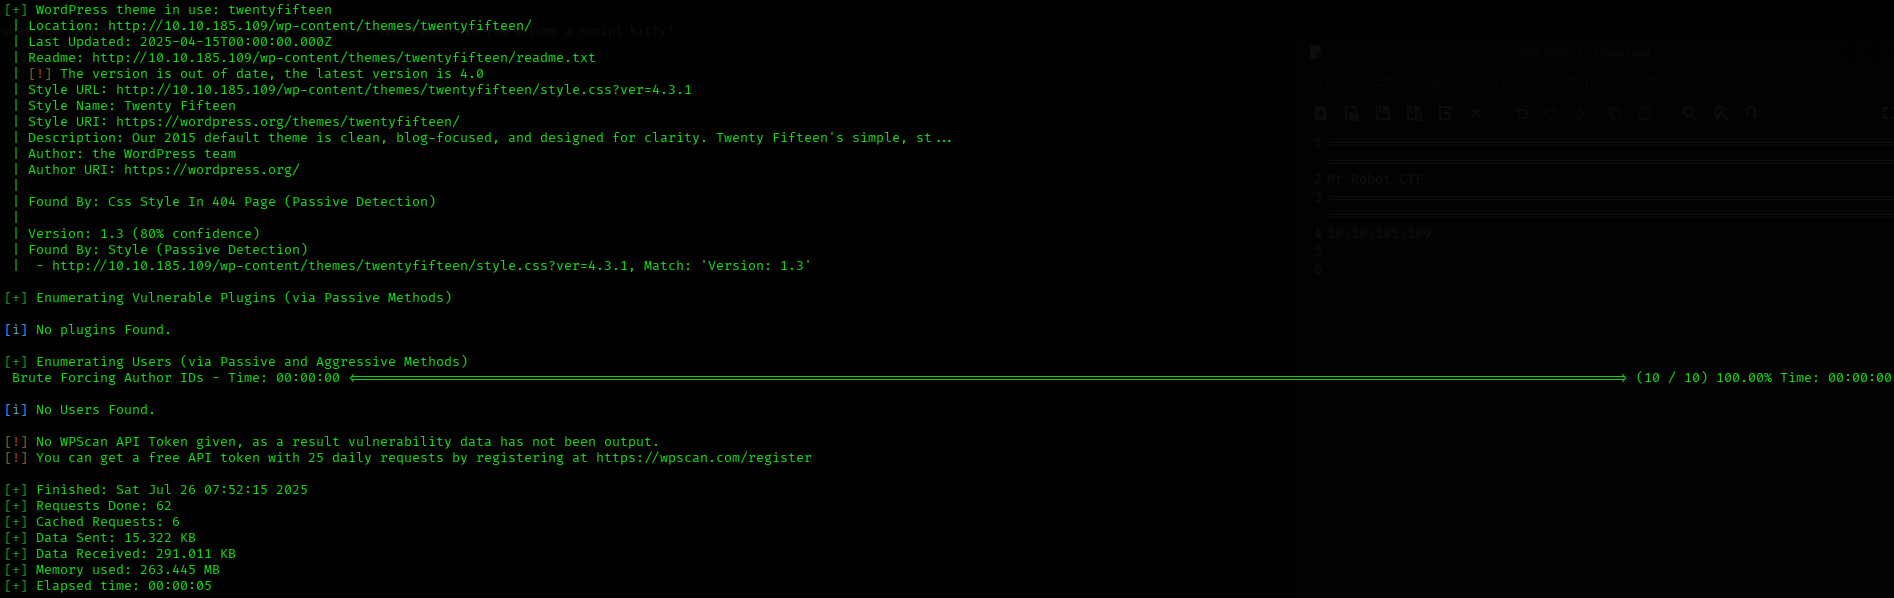 [+] WordPress theme in use: twentyfifteen
| Location: http://10.10.185.109/wp-content/themes/twentyfifteen/
| Last Updated: 2025-04-15T00:00:00.000Z
| Readme: http://10.10.185.109/wp-content/themes/twentyfifteen/readme.txt
| [!] The version is out of date, the latest version is 4.0
| Style URL: http://10.10.185.109/wp-content/themes/twentyfifteen/style.css?ver=4.3.1
| Style Name: Twenty Fifteen
| Style URI: https://wordpress.org/themes/twentyfifteen/
| Description: Our 2015 default theme is clean, blog-focused, and designed for clarity. Twenty Fifteen's simple, st...
| Author: the WordPress team
| Author URI: https://wordpress.org/
|
| Found By: Css Style In 404 Page (Passive Detection)
|
| Version: 1.3 (80% confidence)
| Found By: Style (Passive Detection)
|  - http://10.10.185.109/wp-content/themes/twentyfifteen/style.css?ver=4.3.1, Match: 'Version: 1.3'
[+] Enumerating Vulnerable Plugins (via Passive Methods)
[i] No plugins Found.
[+] Enumerating Users (via Passive and Aggressive Methods)
Brute Forcing Author IDs - Time: 00:00:00 <=====> (10 / 10) 100.00% Time: 00:00:00
[i] No Users Found.
[!] No WPScan API Token given, as a result vulnerability data has not been output.
[!] You can get a free API token with 25 daily requests by registering at https://wpscan.com/register
[+] Finished: Sat Jul 26 07:52:15 2025
[+] Requests Done: 62
[+] Cached Requests: 6
[+] Data Sent: 15.322 KB
[+] Data Received: 291.011 KB
[+] Memory used: 263.445 MB
[+] Elapsed time: 00:00:05
a script kitty?
Archivo Editar Buscar Ver Documento Ayuda
1
2 Mr Robot CTF
3
4 10.10.185.109
5
6